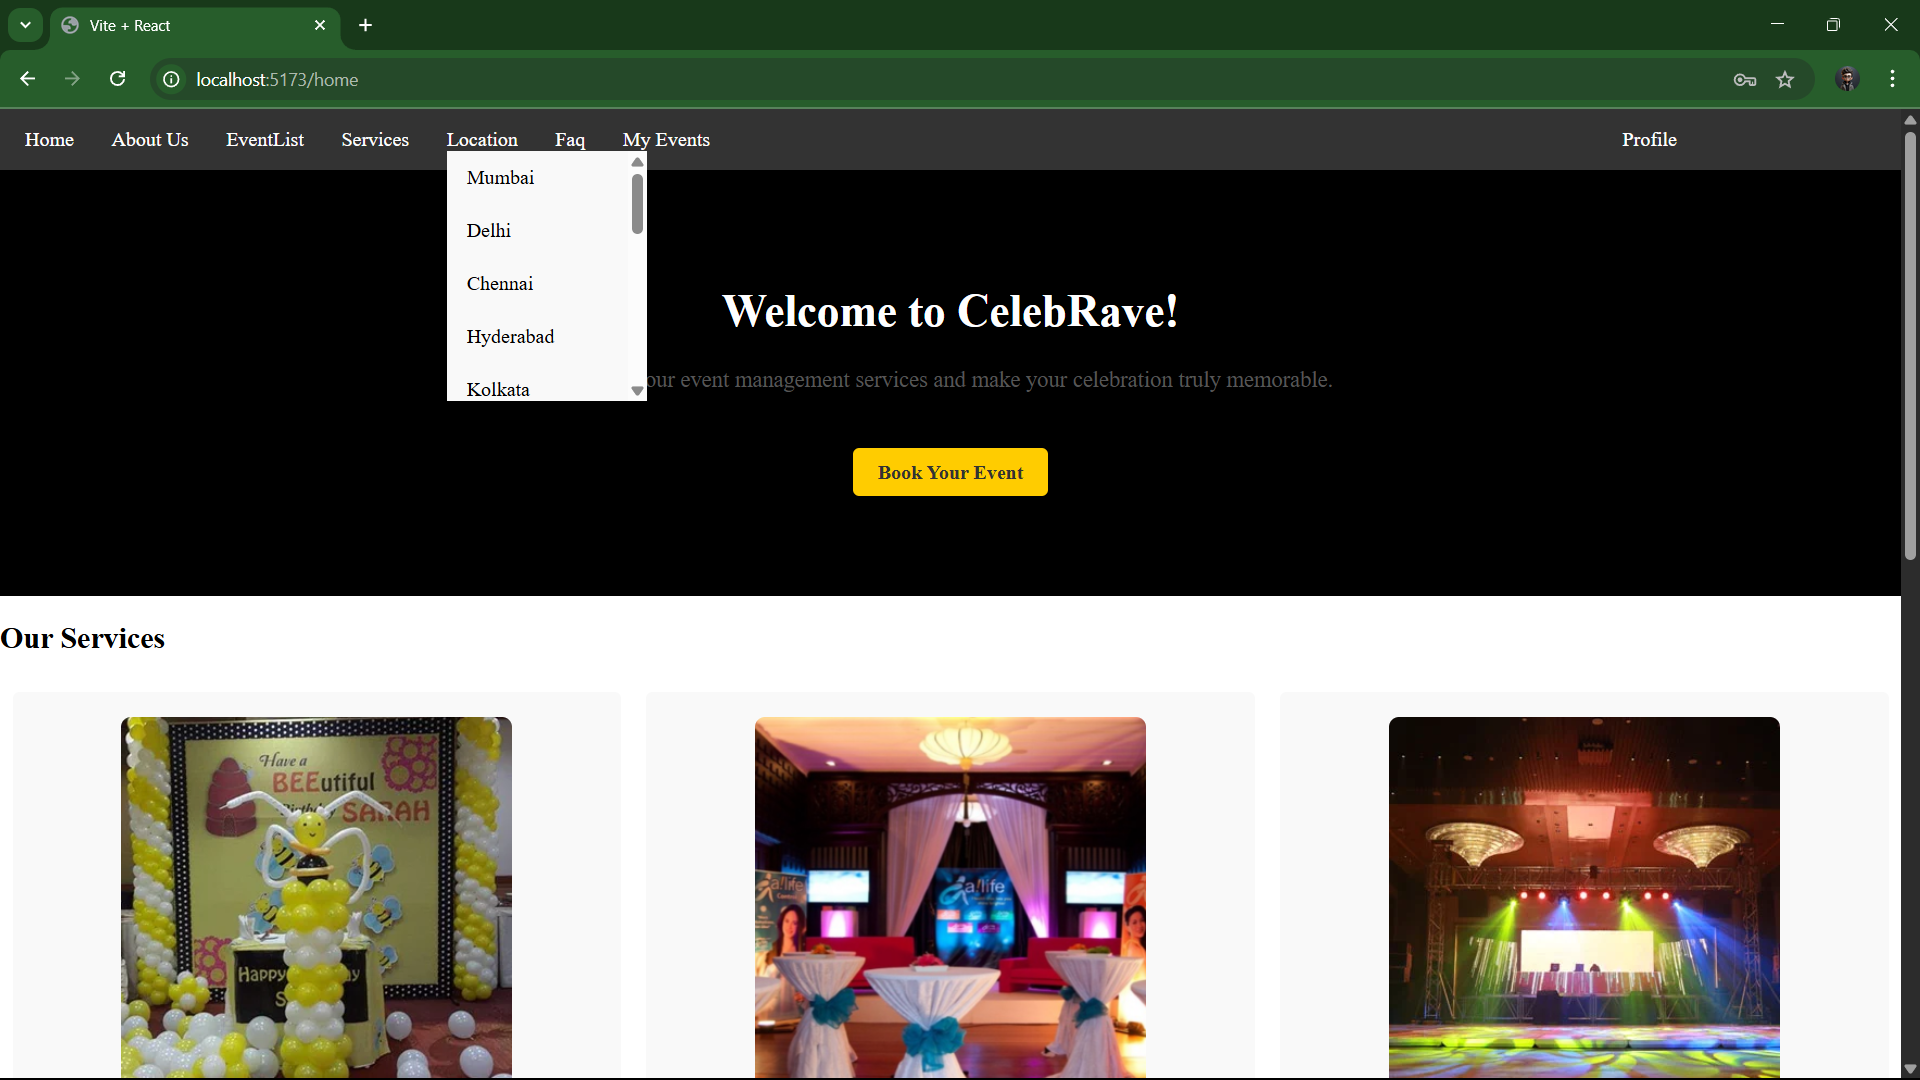 Vite + React
localhost:5173/home
Home About Us EventList Services Location Faq My Events Profile
Mumbai
Delhi
Chennai
Hyderabad
Kolkata
Welcome to CelebRave!
our event management services and make your celebration truly memorable.
Book Your Event
Our Services
Have a
BEEutiful
Birthday
SARAH
Happy
ay
S
a!life
a!life